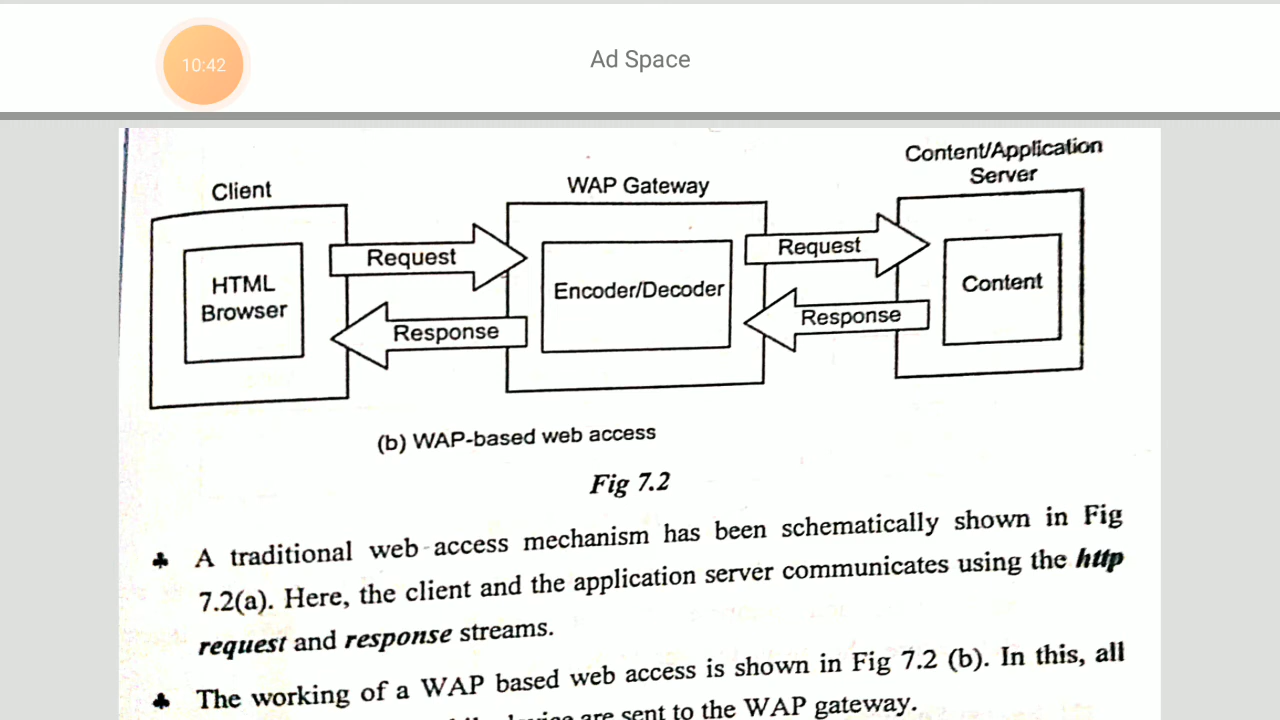 10:42
Ad Space
Client
WAP Gateway
Content/Application
Server
HTML
Browser
Request
Response
Encoder/Decoder
Request
Response
Content
(b) WAP-based web access
Fig 7.2
♣ A traditional web access mechanism has been schematically shown in Fig
7.2(a). Here, the client and the application server communicates using the http
request and response streams.
♣ The working of a WAP based web access is shown in Fig 7.2 (b). In this, all
device are sent to the WAP gateway.